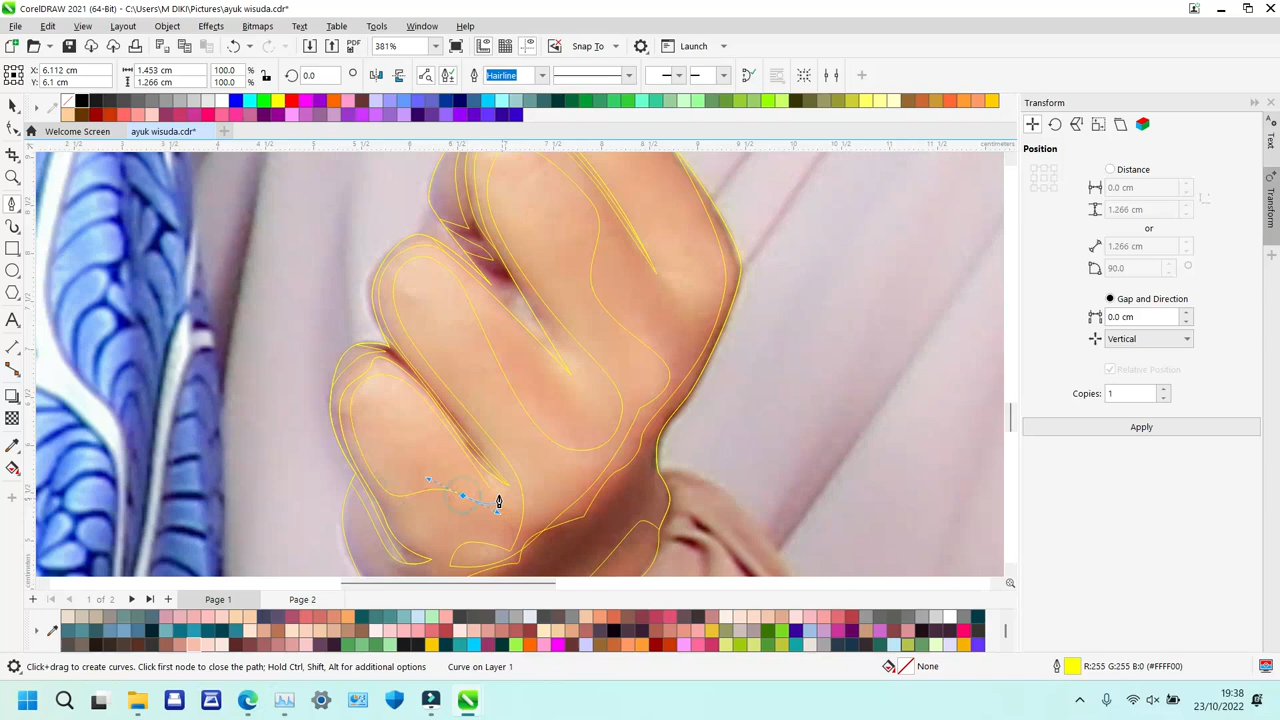 CorelDRAW 2021 (64-Bit) - C:\Users\M DIKI\Pictures\ayuk wisuda.cdr*
File Edit View Layout Object Effects Bitmaps Text Table Tools Window Help
PDF 381% Snap To Launch
X: 6.112 cm 1.453 cm 100.0 % 0.0 Hairline
Y: 6.1 cm 1.266 cm 100.0 %
Welcome Screen ayuk wisuda.cdr*
centimeters
Transform
Position
Distance
0.0 cm
1.266 cm
or
1.266 cm
90.0
Gap and Direction
0.0 cm
Vertical
Relative Position
Copies: 1
Apply
Text
Transform
1 of 2 Page 1 Page 2
Click+drag to create curves. Click first node to close the path; Hold Ctrl, Shift, Alt for additional options Curve on Layer 1 None R:255 G:255 B:0 (#FFFF00)
19:38
23/10/2022